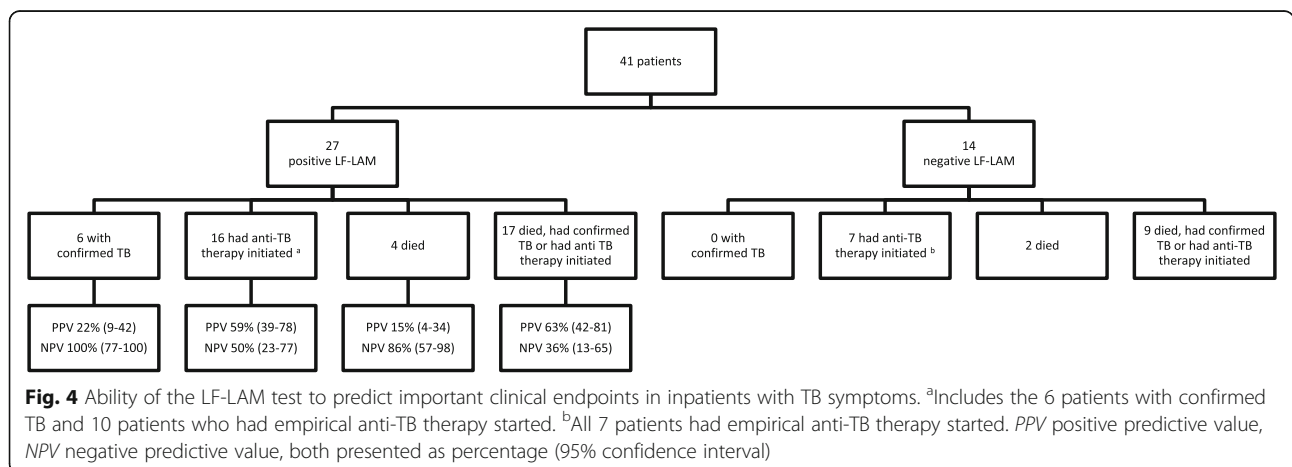 41 patients
27
positive LF-LAM
14
negative LF-LAM
6 with
confirmed TB
16 had anti-TB
therapy initiated a
4 died
17 died, had confirmed
TB or had anti TB
therapy initiated
0 with
confirmed TB
7 had anti-TB
therapy initiated b
2 died
9 died, had confirmed
TB or had anti-TB
therapy initiated
PPV 22% (9-42)
NPV 100% (77-100)
PPV 59% (39-78)
NPV 50% (23-77)
PPV 15% (4-34)
NPV 86% (57-98)
PPV 63% (42-81)
NPV 36% (13-65)
Fig. 4 Ability of the LF-LAM test to predict important clinical endpoints in inpatients with TB symptoms. aIncludes the 6 patients with confirmed
TB and 10 patients who had empirical anti-TB therapy started. bAll 7 patients had empirical anti-TB therapy started. PPV positive predictive value,
NPV negative predictive value, both presented as percentage (95% confidence interval)